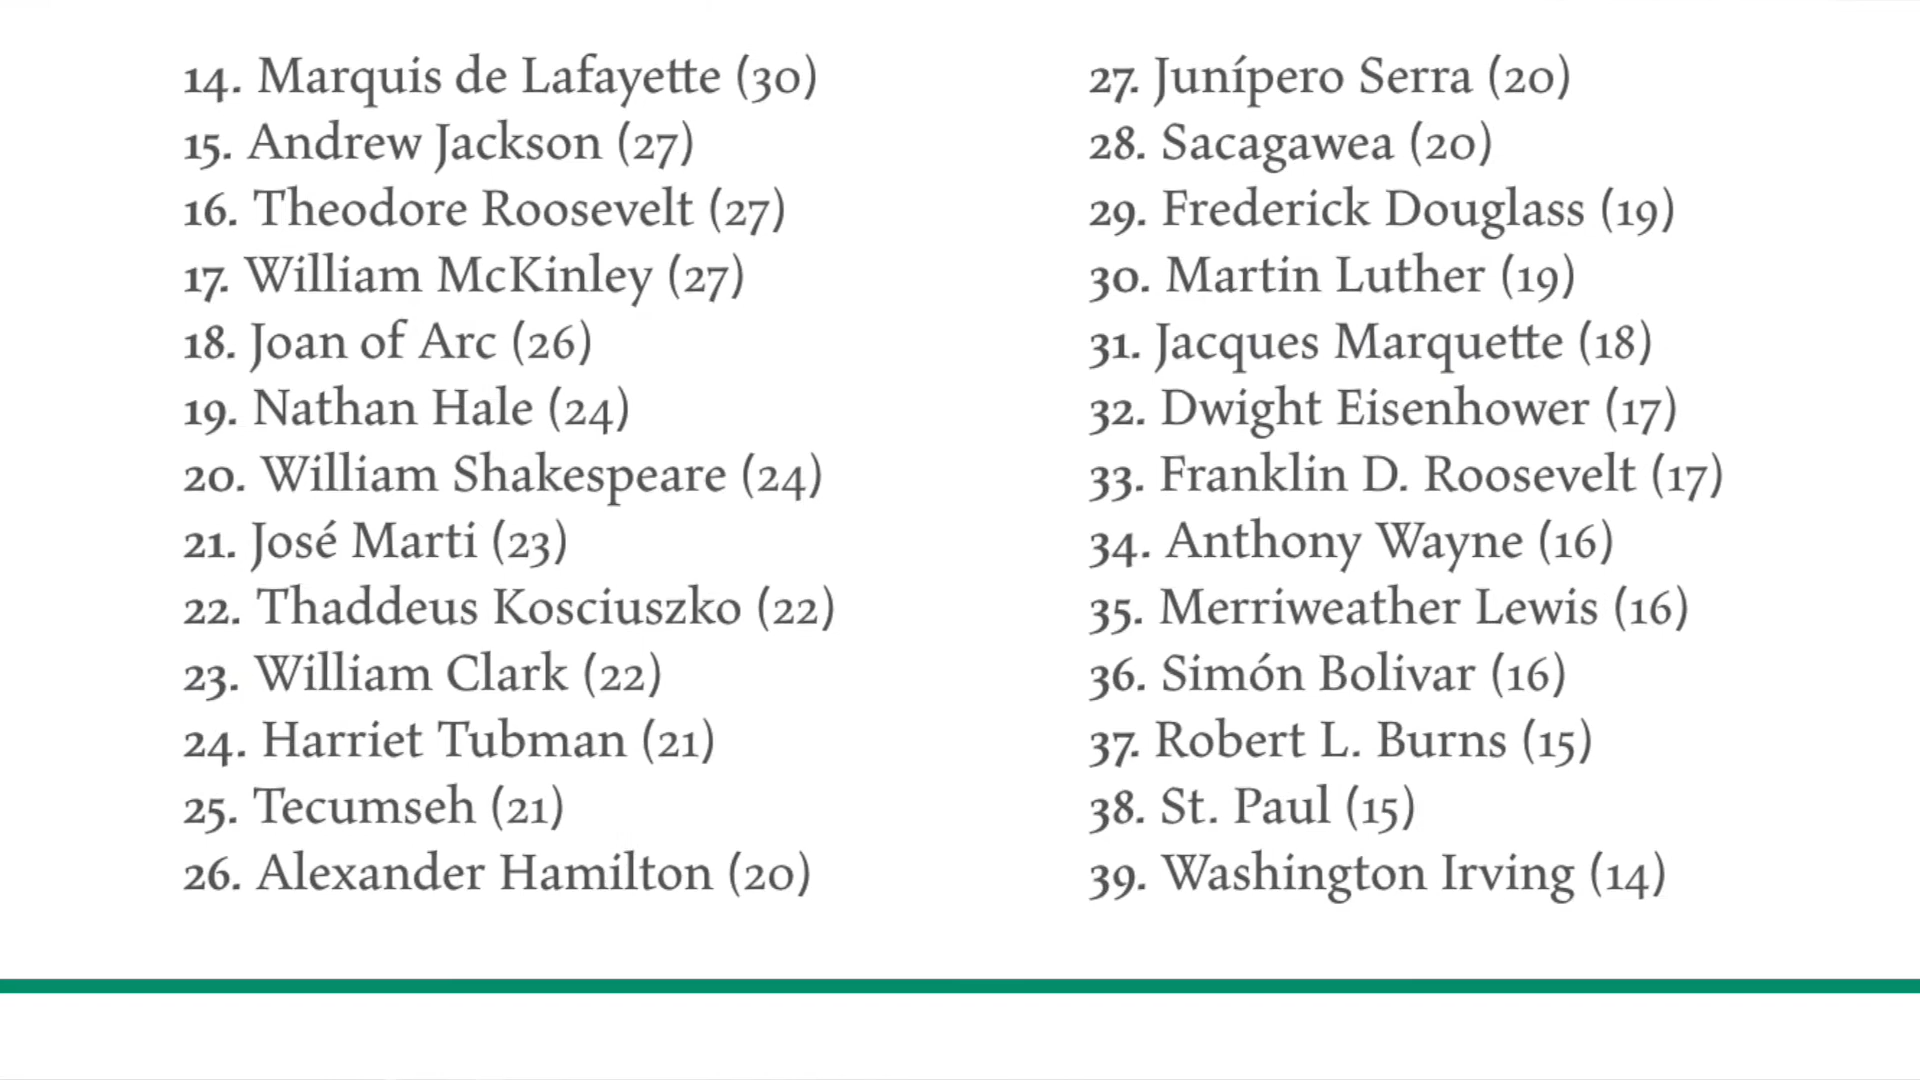 14. Marquis de Lafayette (30)
15. Andrew Jackson (27)
16. Theodore Roosevelt (27)
17. William McKinley (27)
18. Joan of Arc (26)
19. Nathan Hale (24)
20. William Shakespeare (24)
21. José Marti (23)
22. Thaddeus Kosciuszko (22)
23. William Clark (22)
24. Harriet Tubman (21)
25. Tecumseh (21)
26. Alexander Hamilton (20)
27. Junípero Serra (20)
28. Sacagawea (20)
29. Frederick Douglass (19)
30. Martin Luther (19)
31. Jacques Marquette (18)
32. Dwight Eisenhower (17)
33. Franklin D. Roosevelt (17)
34. Anthony Wayne (16)
35. Merriweather Lewis (16)
36. Simón Bolivar (16)
37. Robert L. Burns (15)
38. St. Paul (15)
39. Washington Irving (14)